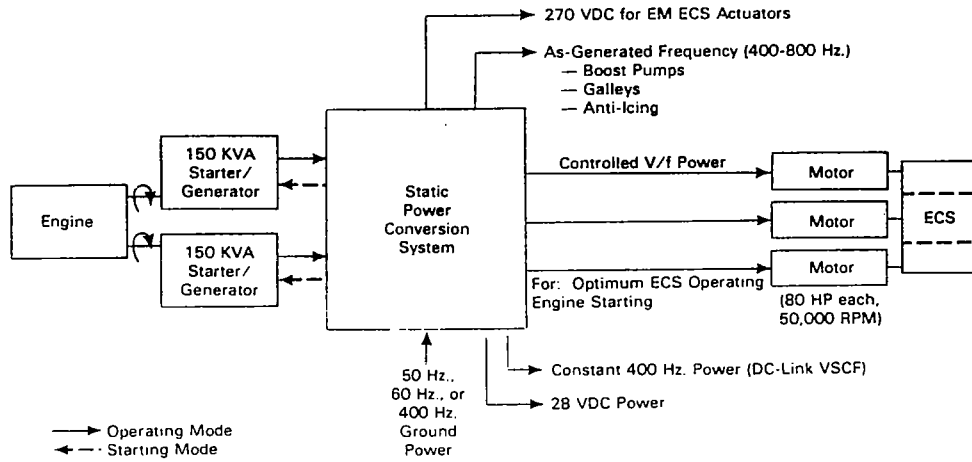 270 VDC for EM ECS Actuators
As-Generated Frequency (400-800 Hz.)
— Boost Pumps
— Galleys
— Anti-Icing
150 KVA
Starter/
Generator
Engine
150 KVA
Starter/
Generator
Static
Power
Conversion
System
Controlled V/f Power
Motor
Motor
Motor
ECS
For: Optimum ECS Operating
Engine Starting
(80 HP each,
50,000 RPM)
50 Hz.,
60 Hz., or
400 Hz.
Ground
Power
Constant 400 Hz. Power (DC-Link VSCF)
28 VDC Power
Operating Mode
Starting Mode